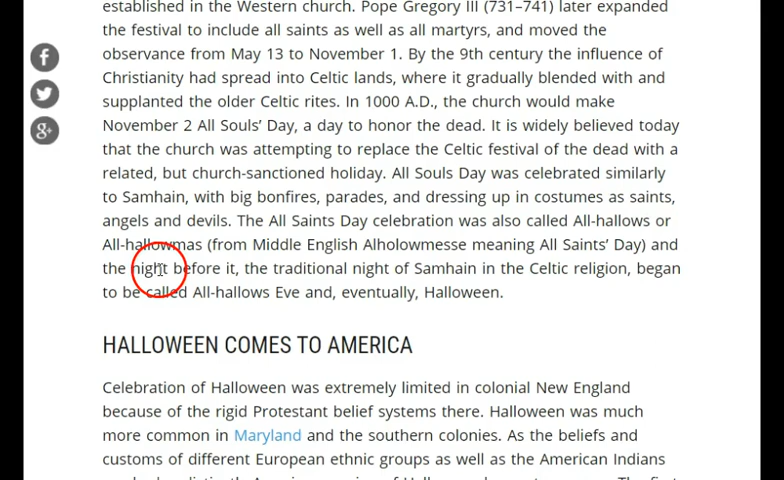 established in the Western church. Pope Gregory III (731–741) later expanded
the festival to include all saints as well as all martyrs, and moved the
observance from May 13 to November 1. By the 9th century the influence of
Christianity had spread into Celtic lands, where it gradually blended with and
supplanted the older Celtic rites. In 1000 A.D., the church would make
November 2 All Souls’ Day, a day to honor the dead. It is widely believed today
that the church was attempting to replace the Celtic festival of the dead with a
related, but church-sanctioned holiday. All Souls Day was celebrated similarly
to Samhain, with big bonfires, parades, and dressing up in costumes as saints,
angels and devils. The All Saints Day celebration was also called All-hallows or
All-hallowmas (from Middle English Alholowmesse meaning All Saints’ Day) and
the night before it, the traditional night of Samhain in the Celtic religion, began
to be called All-hallows Eve and, eventually, Halloween.
HALLOWEEN COMES TO AMERICA
Celebration of Halloween was extremely limited in colonial New England
because of the rigid Protestant belief systems there. Halloween was much
more common in Maryland and the southern colonies. As the beliefs and
customs of different European ethnic groups as well as the American Indians